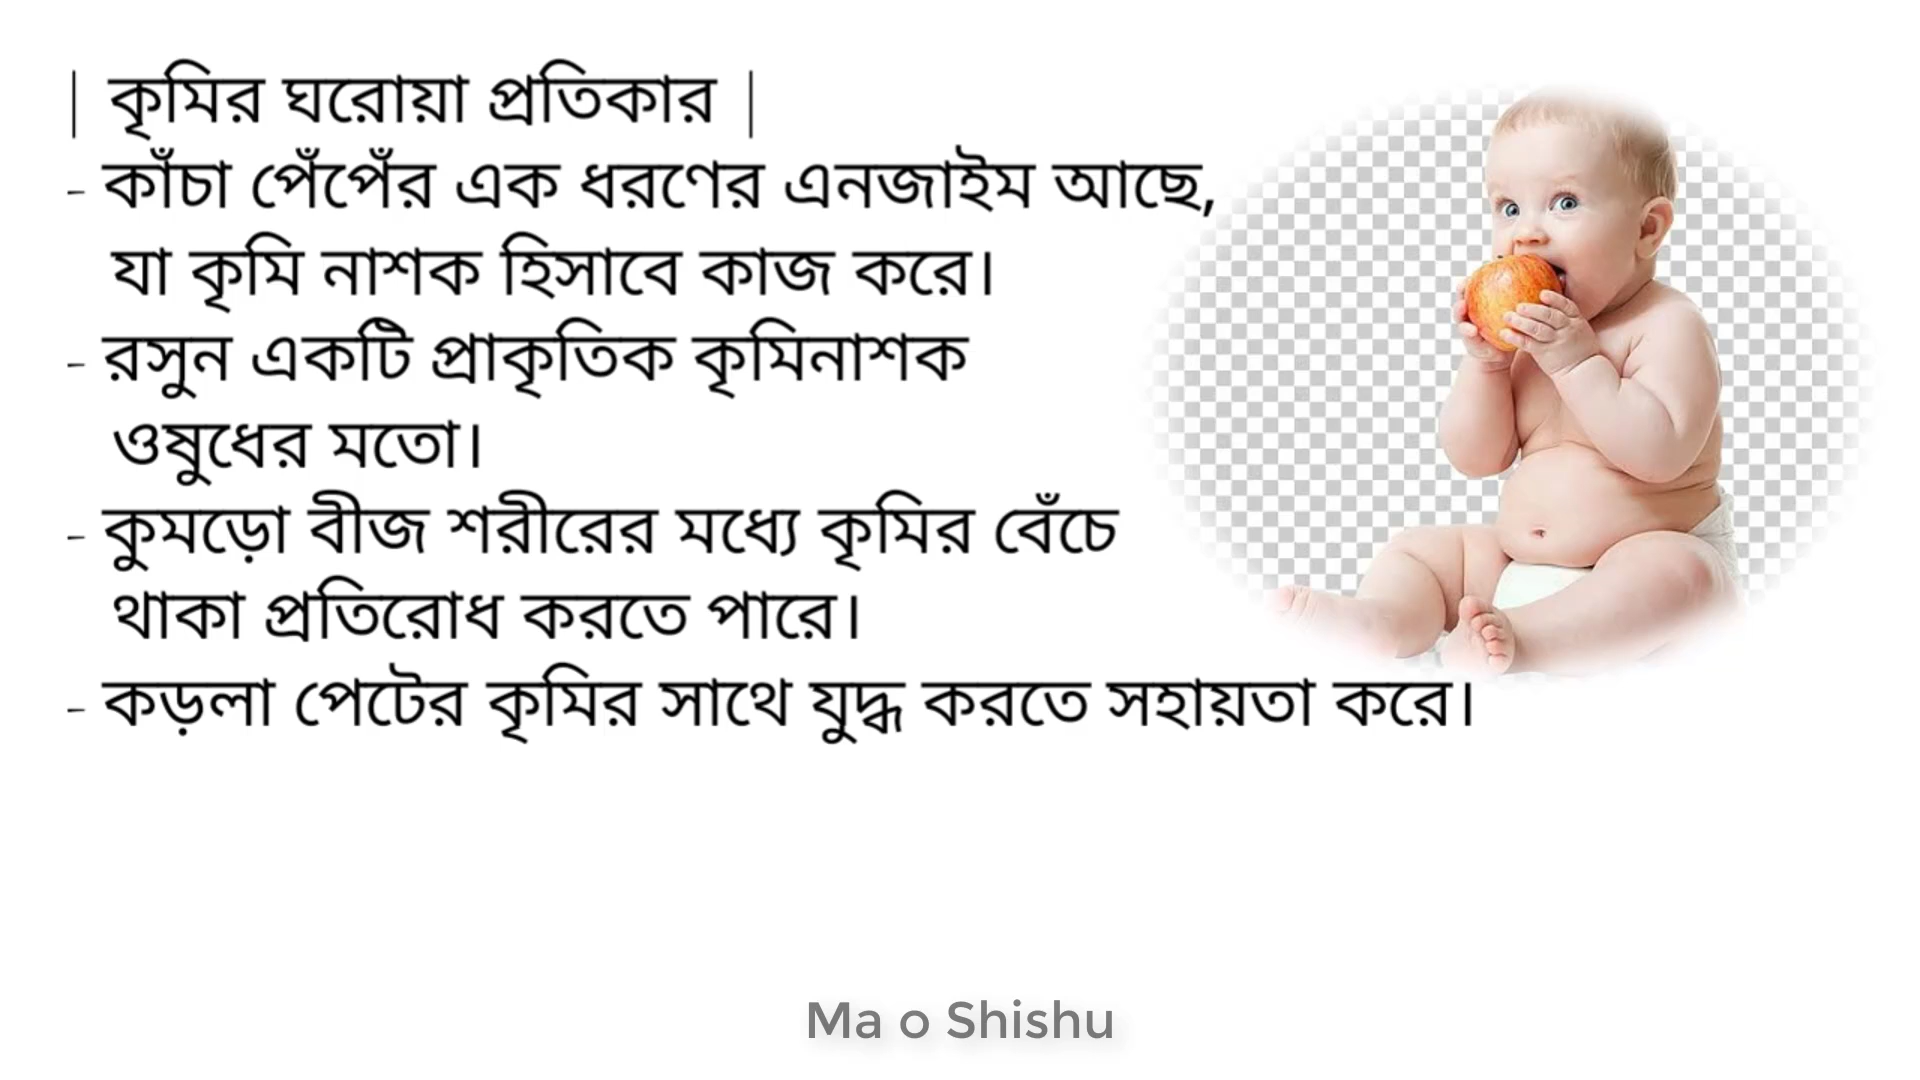 | কৃমির ঘরোয়া প্রতিকার |
- কাঁচা পেঁপেঁর এক ধরণের এনজাইম আছে,
যা কৃমি নাশক হিসাবে কাজ করে।
- রসুন একটি প্রাকৃতিক কৃমিনাশক
ওষুধের মতো।
- কুমড়ো বীজ শরীরের মধ্যে কৃমির বেঁচে
থাকা প্রতিরোধ করতে পারে।
- কড়লা পেটের কৃমির সাথে যুদ্ধ করতে সহায়তা করে।
Ma o Shishu